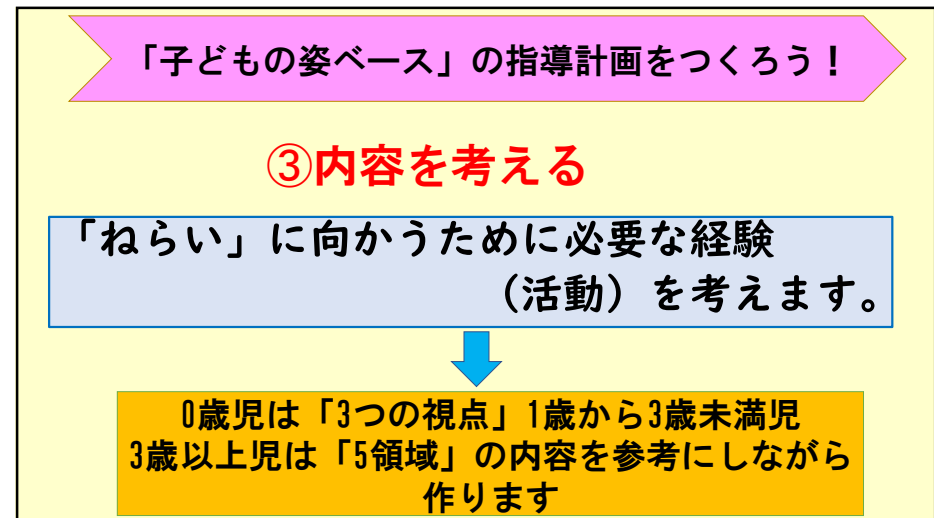 「子どもの姿ベース」の指導計画をつくろう！
③内容を考える
「ねらい」に向かうために必要な経験
（活動）を考えます。
0歳児は「3つの視点」1歳から3歳未満児
3歳以上児は「5領域」の内容を参考にしながら
作ります